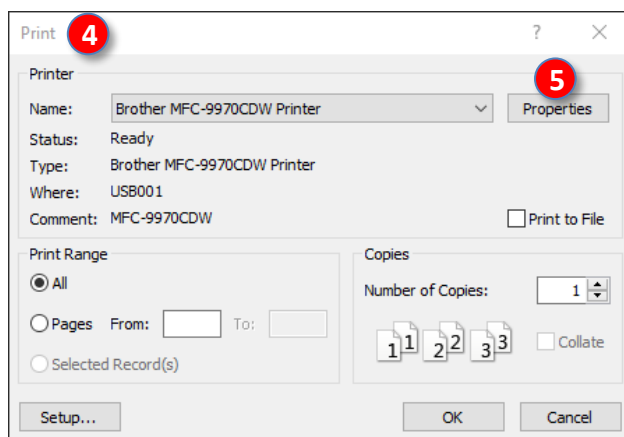 Print 4 ?
5
Printer
Name: Brother MFC-9970CDW Printer Properties
Status: Ready
Type: Brother MFC-9970CDW Printer
Where: USB001
Comment: MFC-9970CDW Print to File
Print Range
All
Pages From: To:
Selected Record(s)
Copies
Number of Copies: 1
1 1 2 2 3 3 Collate
Setup... OK Cancel